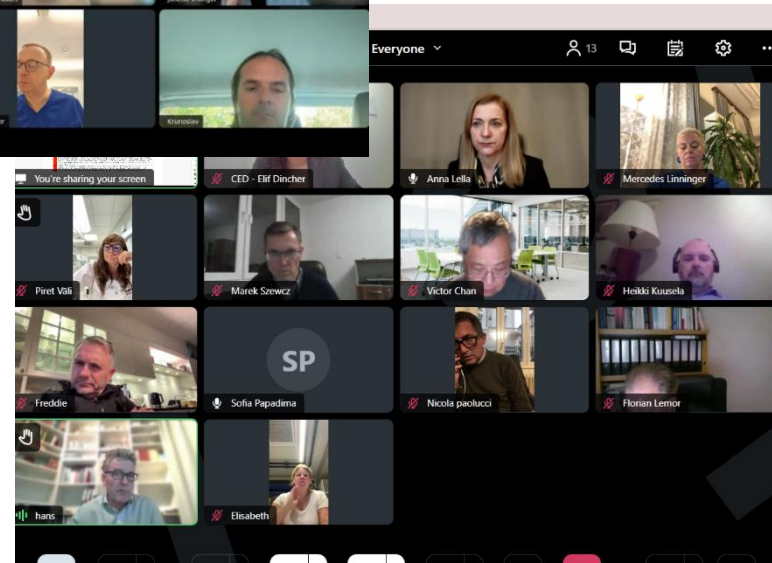 Krunoslav
Everyone
13
You're sharing your screen
CED - Elif Dincher
Anna Lella
Mercedes Linninger
Piret Väli
Marek Szewcz
Victor Chan
Heikki Kuusela
Freddie
SP
Sofia Papadima
Nicola paolucci
Florian Lemor
hans
Elisabeth